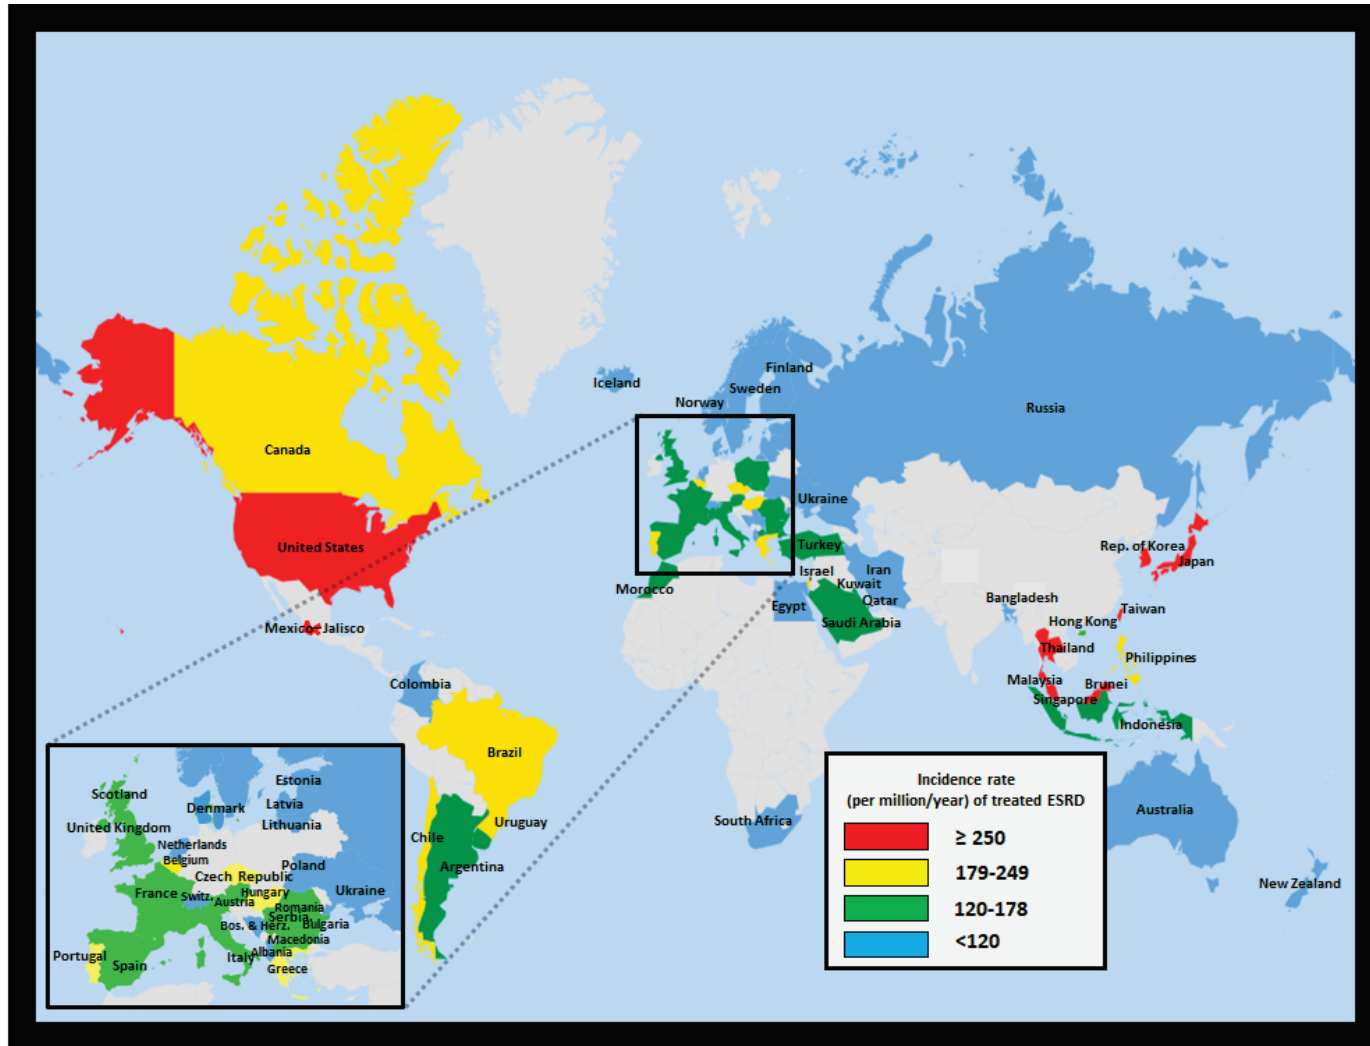 Finland
Iceland
Sweden
Norway
Russia
Canada
Ukraine
United States
Turkey
Rep. of Korea
Japan
Israel
Iran
Kuwait
Morocco
Qatar
Egypt
Bangladesh
Taiwan
Saudi Arabia
Hong Kong
Mexico–Jalisco
Thailand
Philippines
Colombia
Malaysia
Brunei
Singapore
Indonesia
Brazil
Uruguay
Chile
Argentina
South Africa
Australia
New Zealand
Estonia
Scotland
Denmark
Latvia
United Kingdom
Lithuania
Netherlands
Belgium
Poland
Czech Republic
France
Switz.
Hungary
Ukraine
Austria
Romania
Serbia
Bos. & Herz.
Bulgaria
Macedonia
Portugal
Italy
Albania
Spain
Greece
Incidence rate
(per million/year) of treated ESRD
≥ 250
179-249
120-178
<120